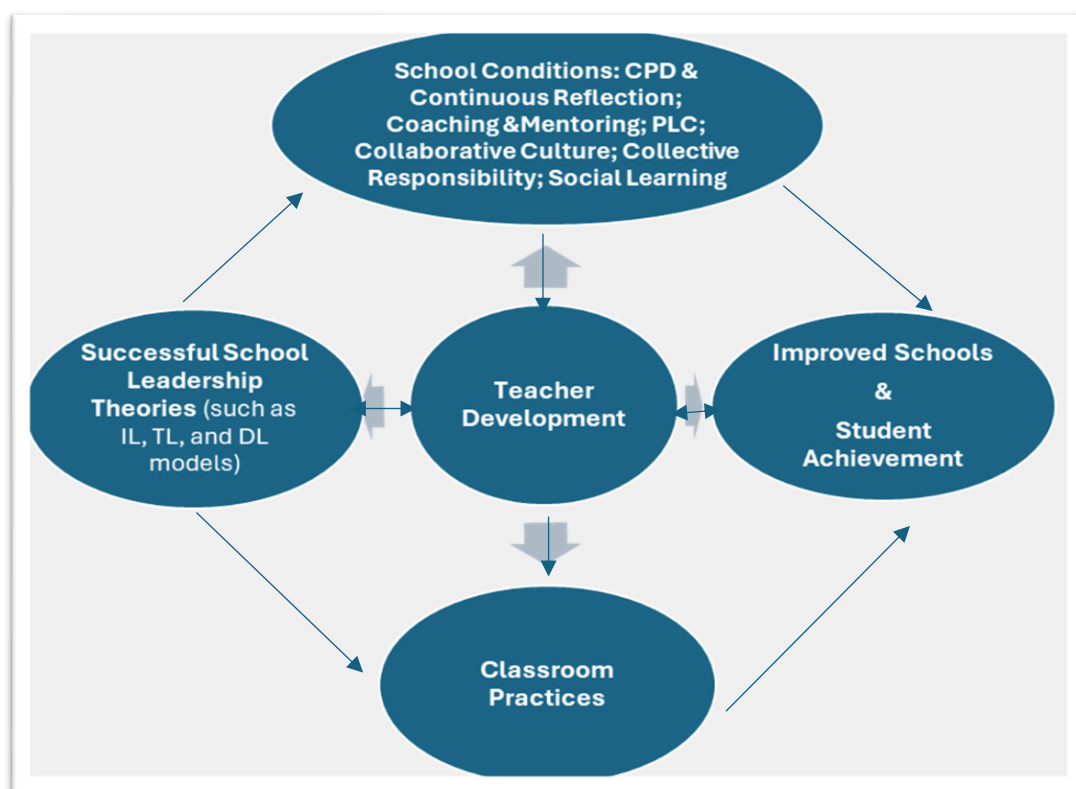 School Conditions: CPD &
Continuous Reflection;
Coaching &Mentoring; PLC;
Collaborative Culture; Collective
Responsibility; Social Learning
Successful School
Leadership
Theories (such as
IL, TL, and DL
models)
Teacher
Development
Improved Schools
&
Student
Achievement
Classroom
Practices